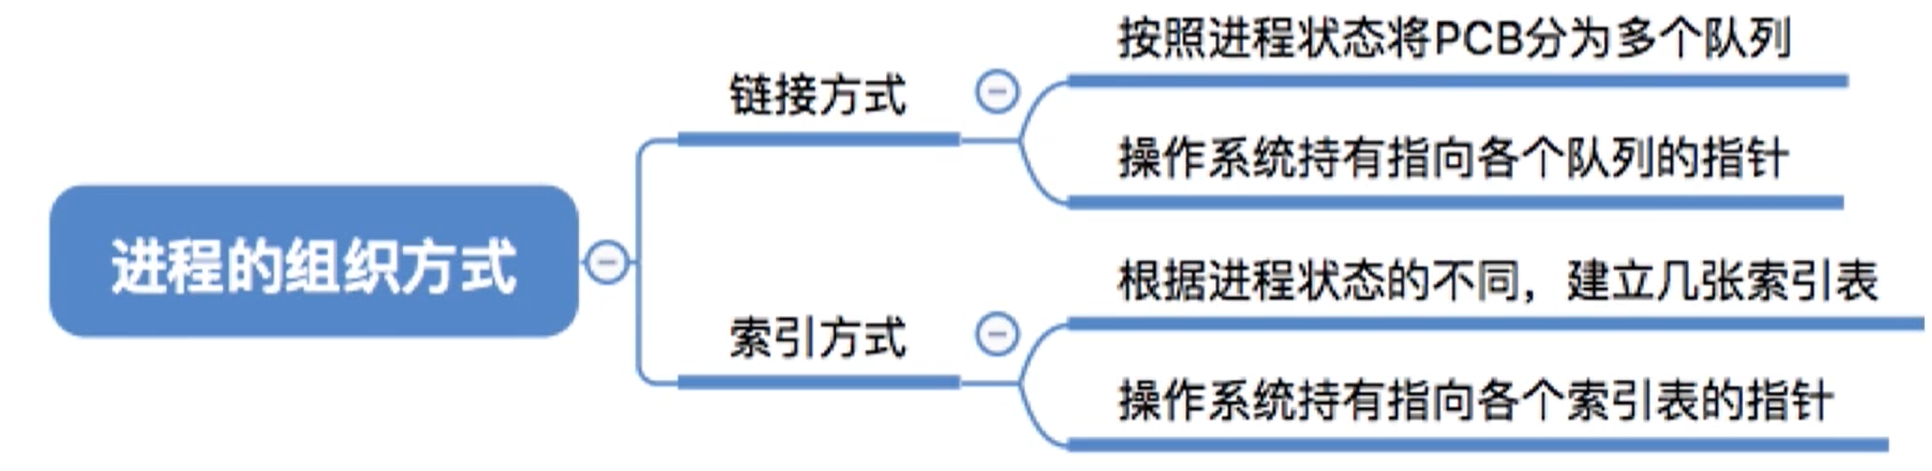 进程的组织方式
链接方式
按照进程状态将PCB分为多个队列
操作系统持有指向各个队列的指针
索引方式
根据进程状态的不同，建立几张索引表
操作系统持有指向各个索引表的指针